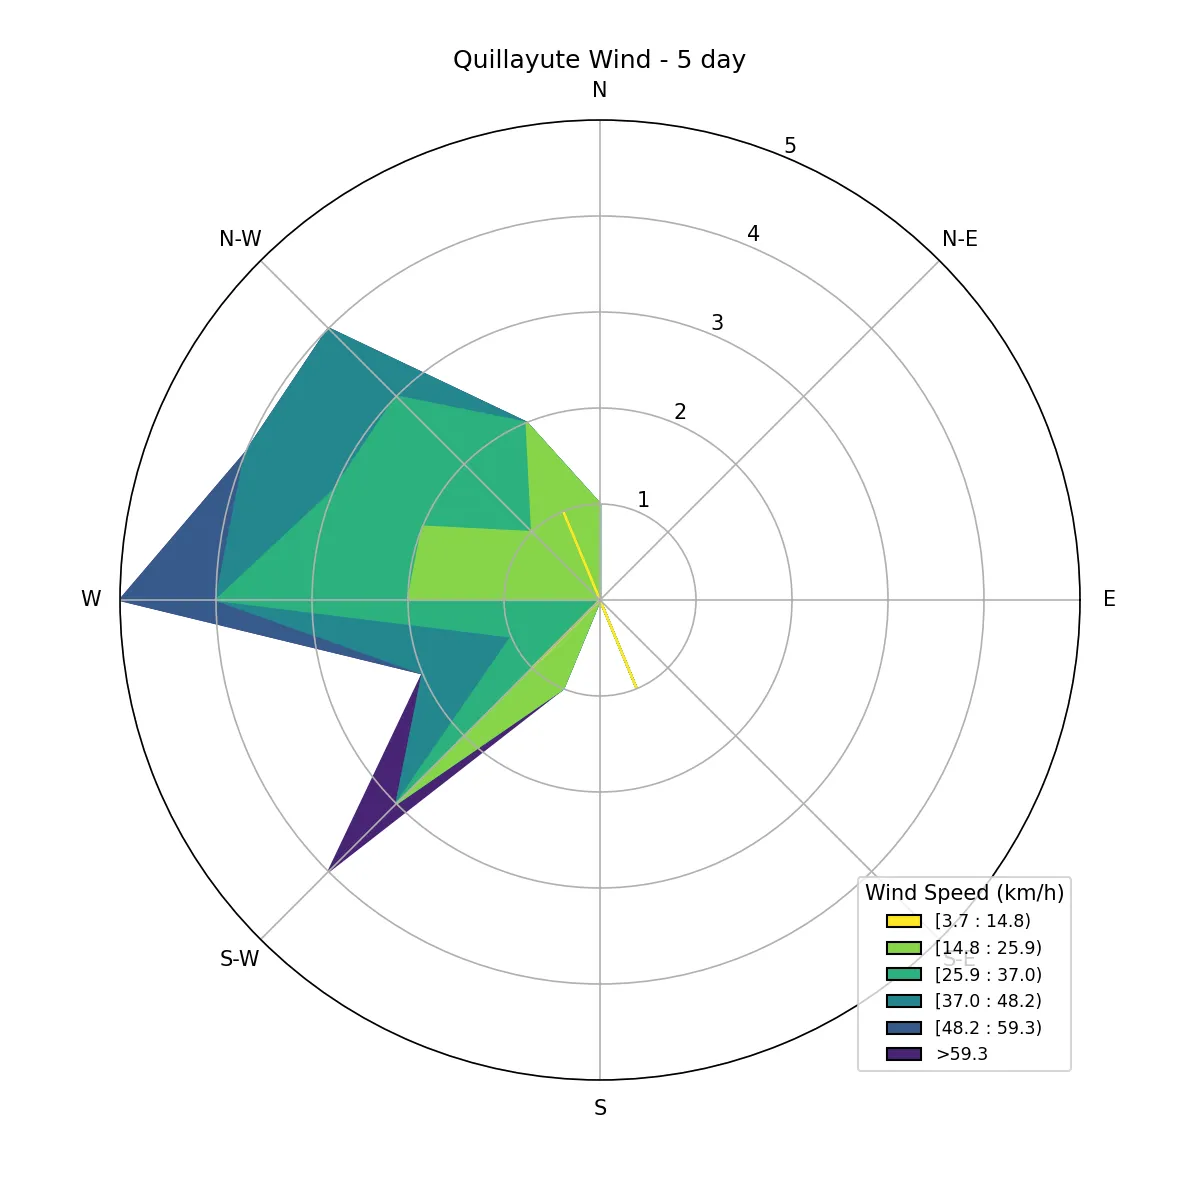 Quillayute Wind - 5 day
N
5
N-W
N-E
4
3
2
1
W
E
S-W
S-E
S
Wind Speed (km/h)
[3.7 : 14.8)
[14.8 : 25.9)
[25.9 : 37.0)
[37.0 : 48.2)
[48.2 : 59.3)
>59.3